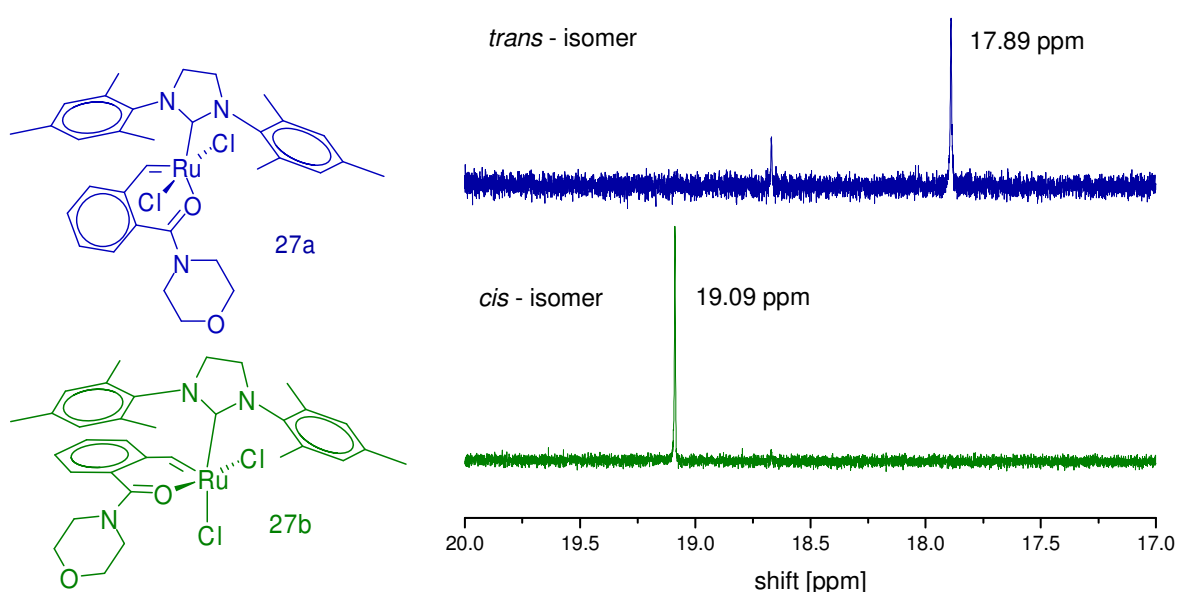 trans - isomer
17.89 ppm
N
N
Cl
Ru
Cl
O
N
O
27a
cis - isomer
19.09 ppm
N
N
Cl
Ru
O
N
Cl
O
27b
20.0 19.5 19.0 18.5 18.0 17.5 17.0
shift [ppm]